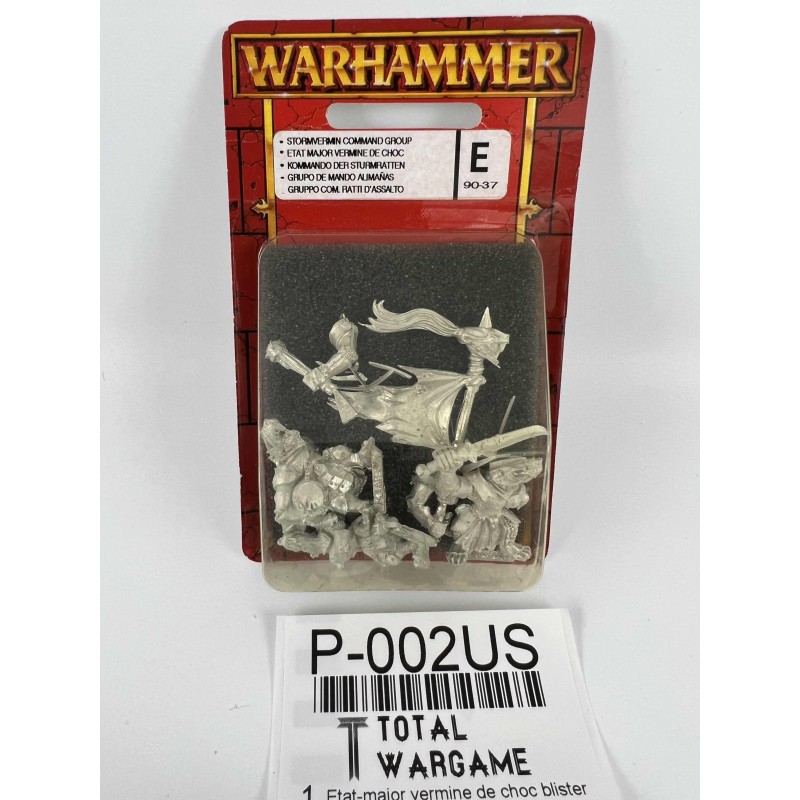 WARHAMMER
• STORMVERMIN COMMAND GROUP
• ETAT MAJOR VERMINE DE CHOC
• KOMMANDO DER STURMRATTEN
• GRUPO DE MANDO ALIMAÑAS
GRUPPO COM. RATTI D'ASSALTO
E
90-37
P-002US
TOTAL
WARGAME
1 Etat-major vermine de choc blister